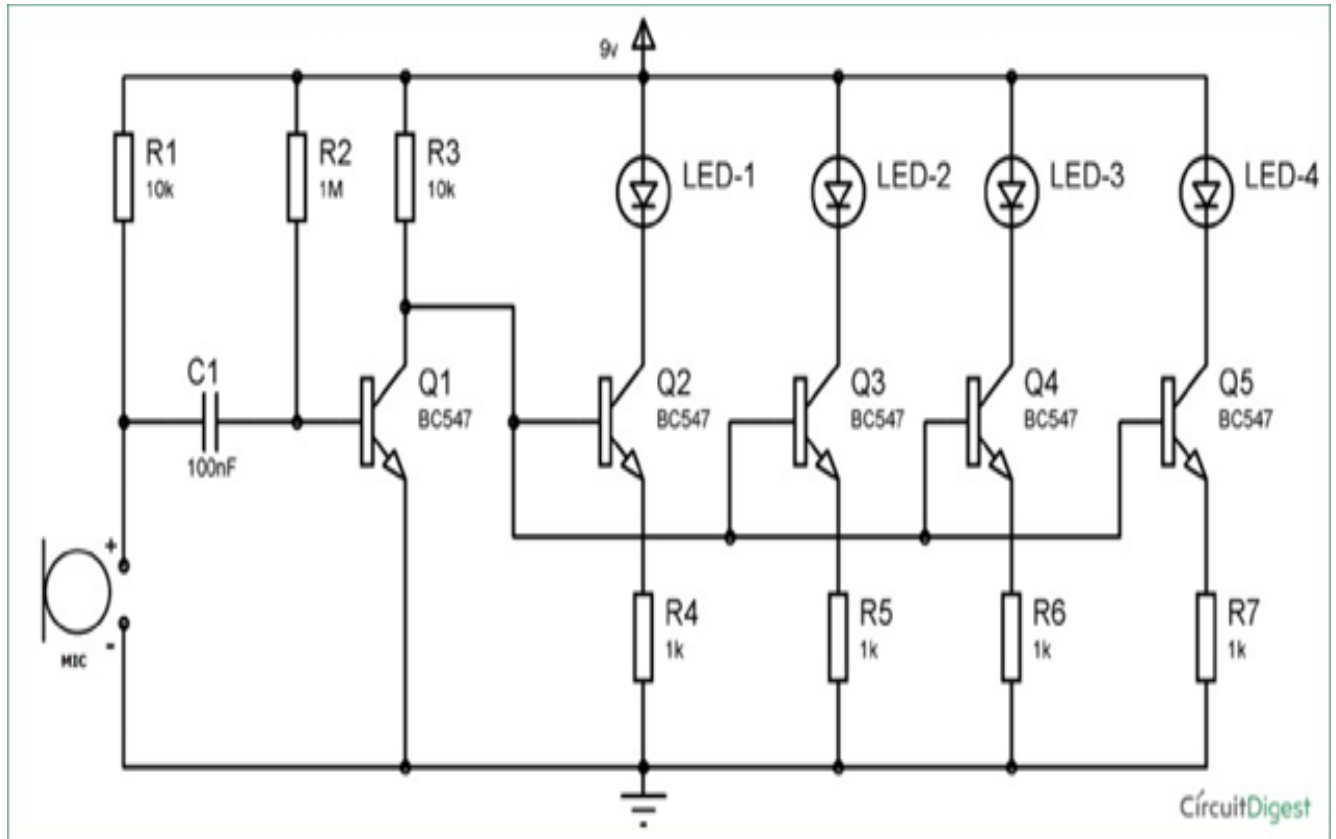 9v
R1
10k
R2
1M
R3
10k
LED-1
LED-2
LED-3
LED-4
C1
100nF
Q1
BC547
Q2
BC547
Q3
BC547
Q4
BC547
Q5
BC547
+
-
MIC
R4
1k
R5
1k
R6
1k
R7
1k
CírcuitDigest